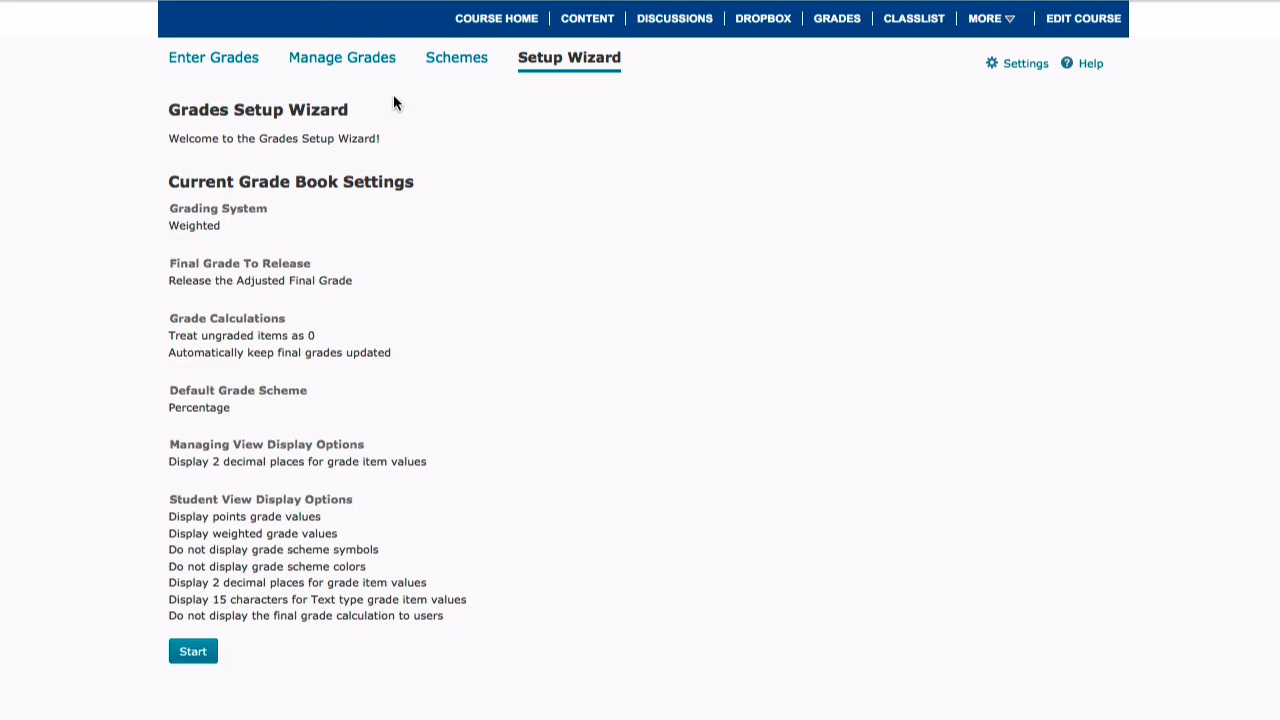 COURSE HOME CONTENT DISCUSSIONS DROPBOX GRADES CLASSLIST MORE EDIT COURSE
Enter Grades Manage Grades Schemes Setup Wizard
Settings Help
Grades Setup Wizard
Welcome to the Grades Setup Wizard!
Current Grade Book Settings
Grading System
Weighted
Final Grade To Release
Release the Adjusted Final Grade
Grade Calculations
Treat ungraded items as 0
Automatically keep final grades updated
Default Grade Scheme
Percentage
Managing View Display Options
Display 2 decimal places for grade item values
Student View Display Options
Display points grade values
Display weighted grade values
Do not display grade scheme symbols
Do not display grade scheme colors
Display 2 decimal places for grade item values
Display 15 characters for Text type grade item values
Do not display the final grade calculation to users
Start